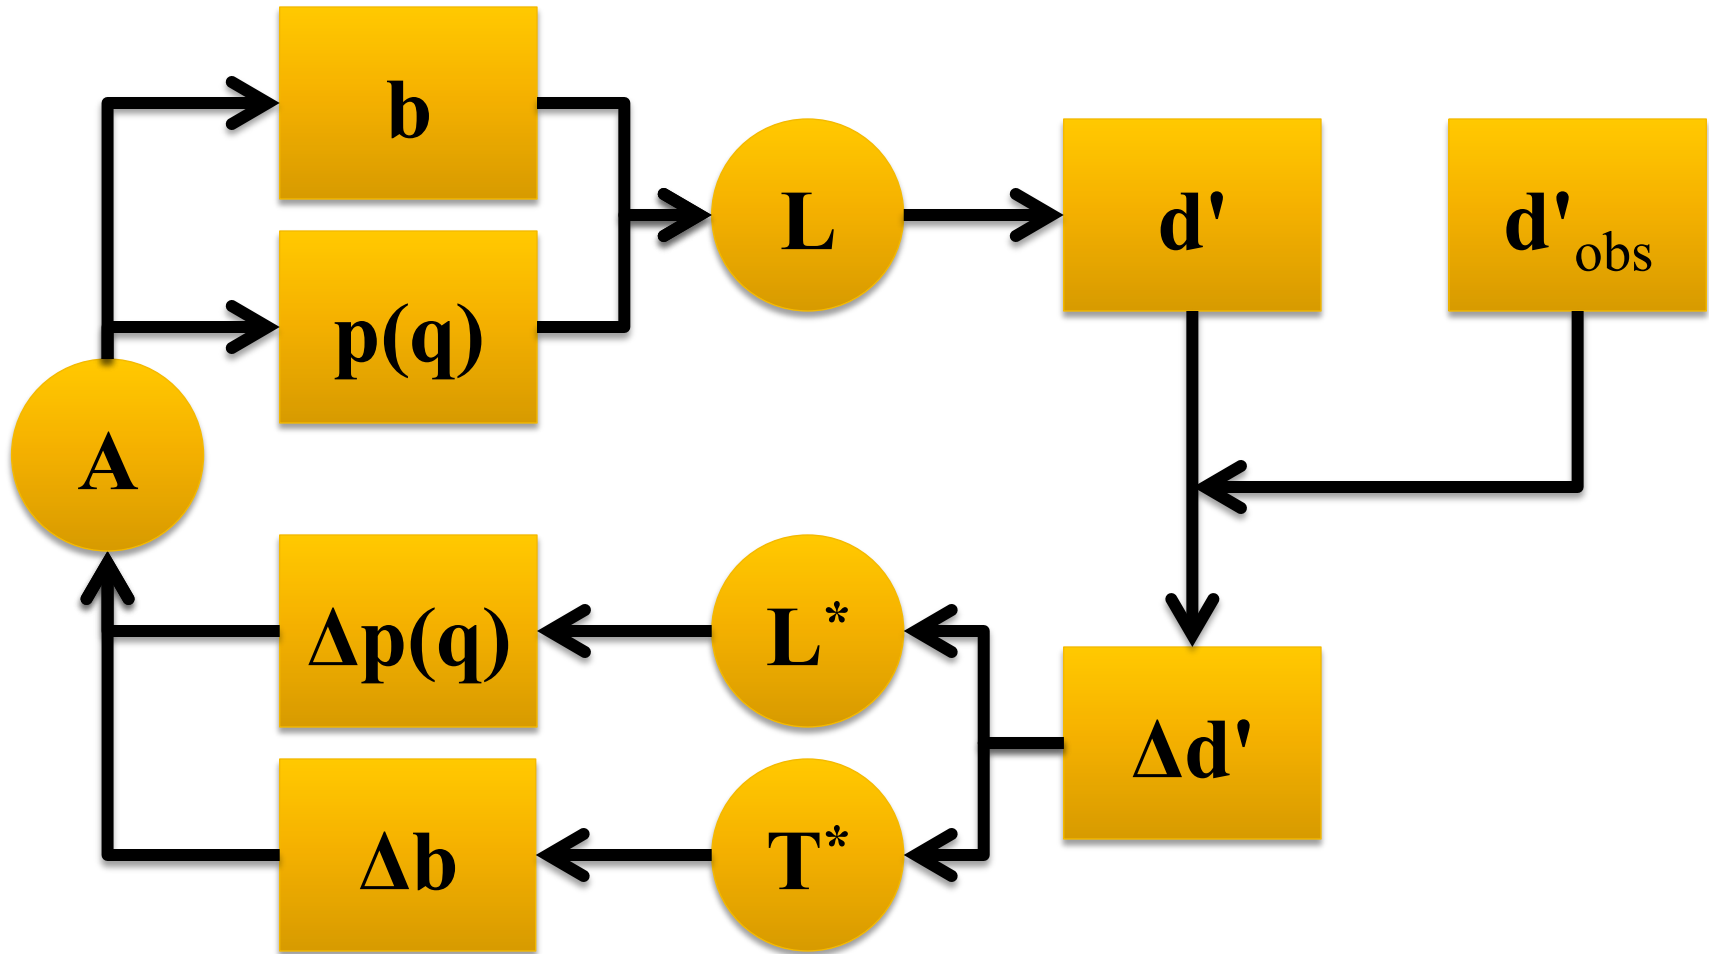 b
L
d'
d'obs
p(q)
A
Δp(q)
L*
Δd'
Δb
T*